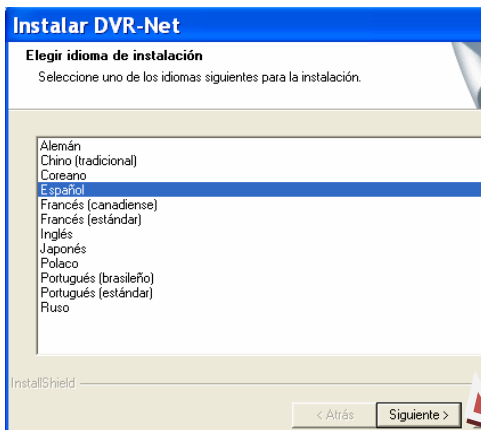 Instalar DVR-Net
Elegir idioma de instalación
Seleccione uno de los idiomas siguientes para la instalación.
Alemán
Chino (tradicional)
Coreano
Español
Francés (canadiense)
Francés (estándar)
Inglés
Japonés
Polaco
Portugués (brasileño)
Portugués (estándar)
Ruso
InstallShield
< Atrás
Siguiente >